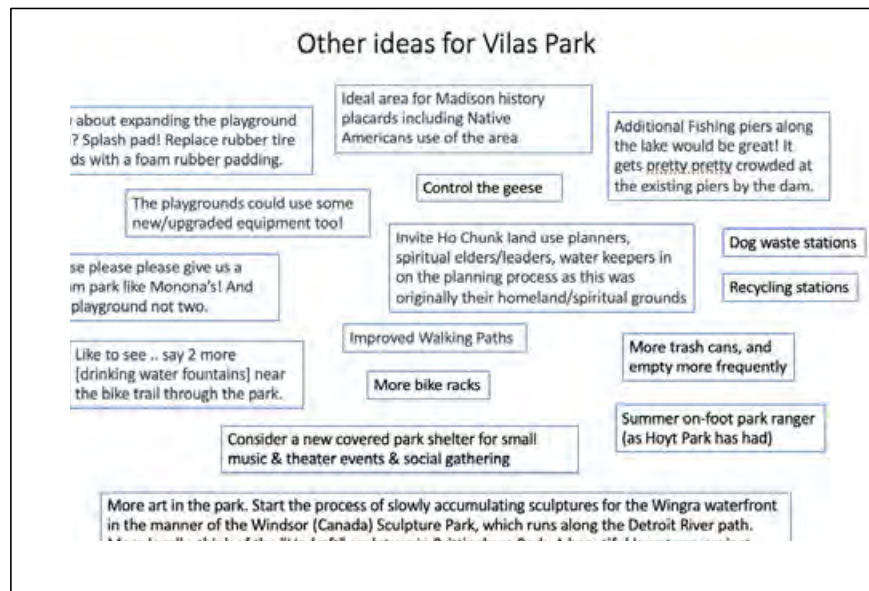 Other ideas for Vilas Park
about expanding the playground
? Splash pad! Replace rubber tire
ds with a foam rubber padding.
Ideal area for Madison history
placards including Native
Americans use of the area
Additional Fishing piers along
the lake would be great! It
gets pretty pretty crowded at
the existing piers by the dam.
Control the geese
The playgrounds could use some
new/upgraded equipment too!
Invite Ho Chunk land use planners,
spiritual elders/leaders, water keepers in
on the planning process as this was
originally their homeland/spiritual grounds
Dog waste stations
Recycling stations
se please please give us a
m park like Monona's! And
playground not two.
Improved Walking Paths
Like to see .. say 2 more
[drinking water fountains] near
the bike trail through the park.
More bike racks
More trash cans, and
empty more frequently
Summer on-foot park ranger
(as Hoyt Park has had)
Consider a new covered park shelter for small
music & theater events & social gathering
More art in the park. Start the process of slowly accumulating sculptures for the Wingra waterfront
in the manner of the Windsor (Canada) Sculpture Park, which runs along the Detroit River path.